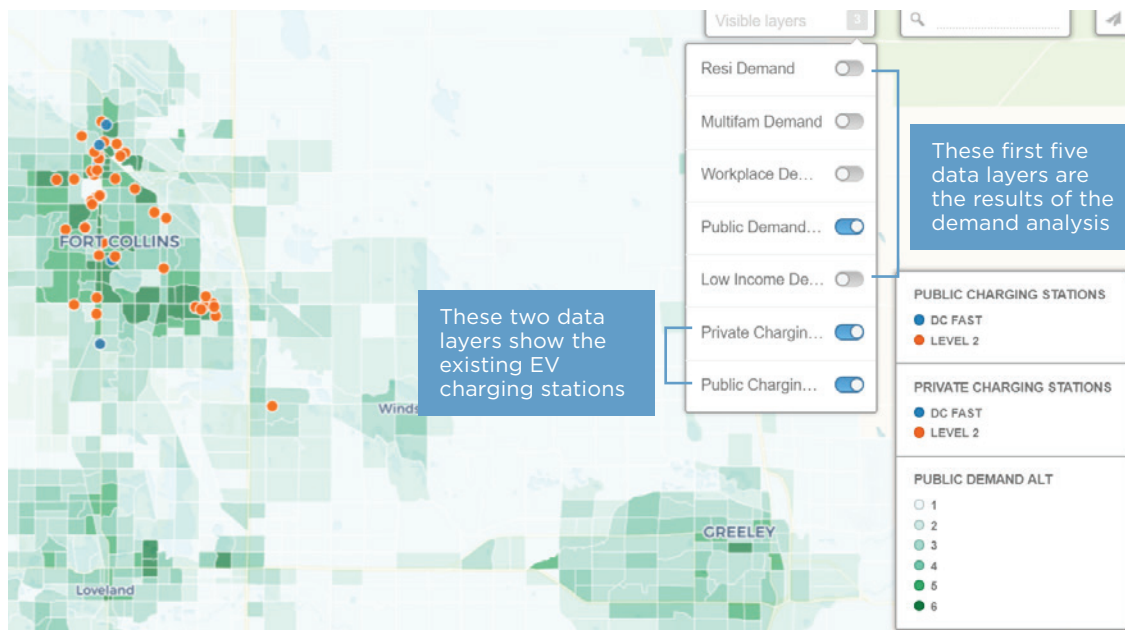 Visible layers 3
Resi Demand
Multifam Demand
Workplace De...
Public Demand...
Low Income De...
Private Chargin...
Public Chargin...
These first five
data layers are
the results of the
demand analysis
These two data
layers show the
existing EV
charging stations
FORT COLLINS
Winds
GREELEY
Loveland
PUBLIC CHARGING STATIONS
DC FAST
LEVEL 2
PRIVATE CHARGING STATIONS
DC FAST
LEVEL 2
PUBLIC DEMAND ALT
1
2
3
4
5
6